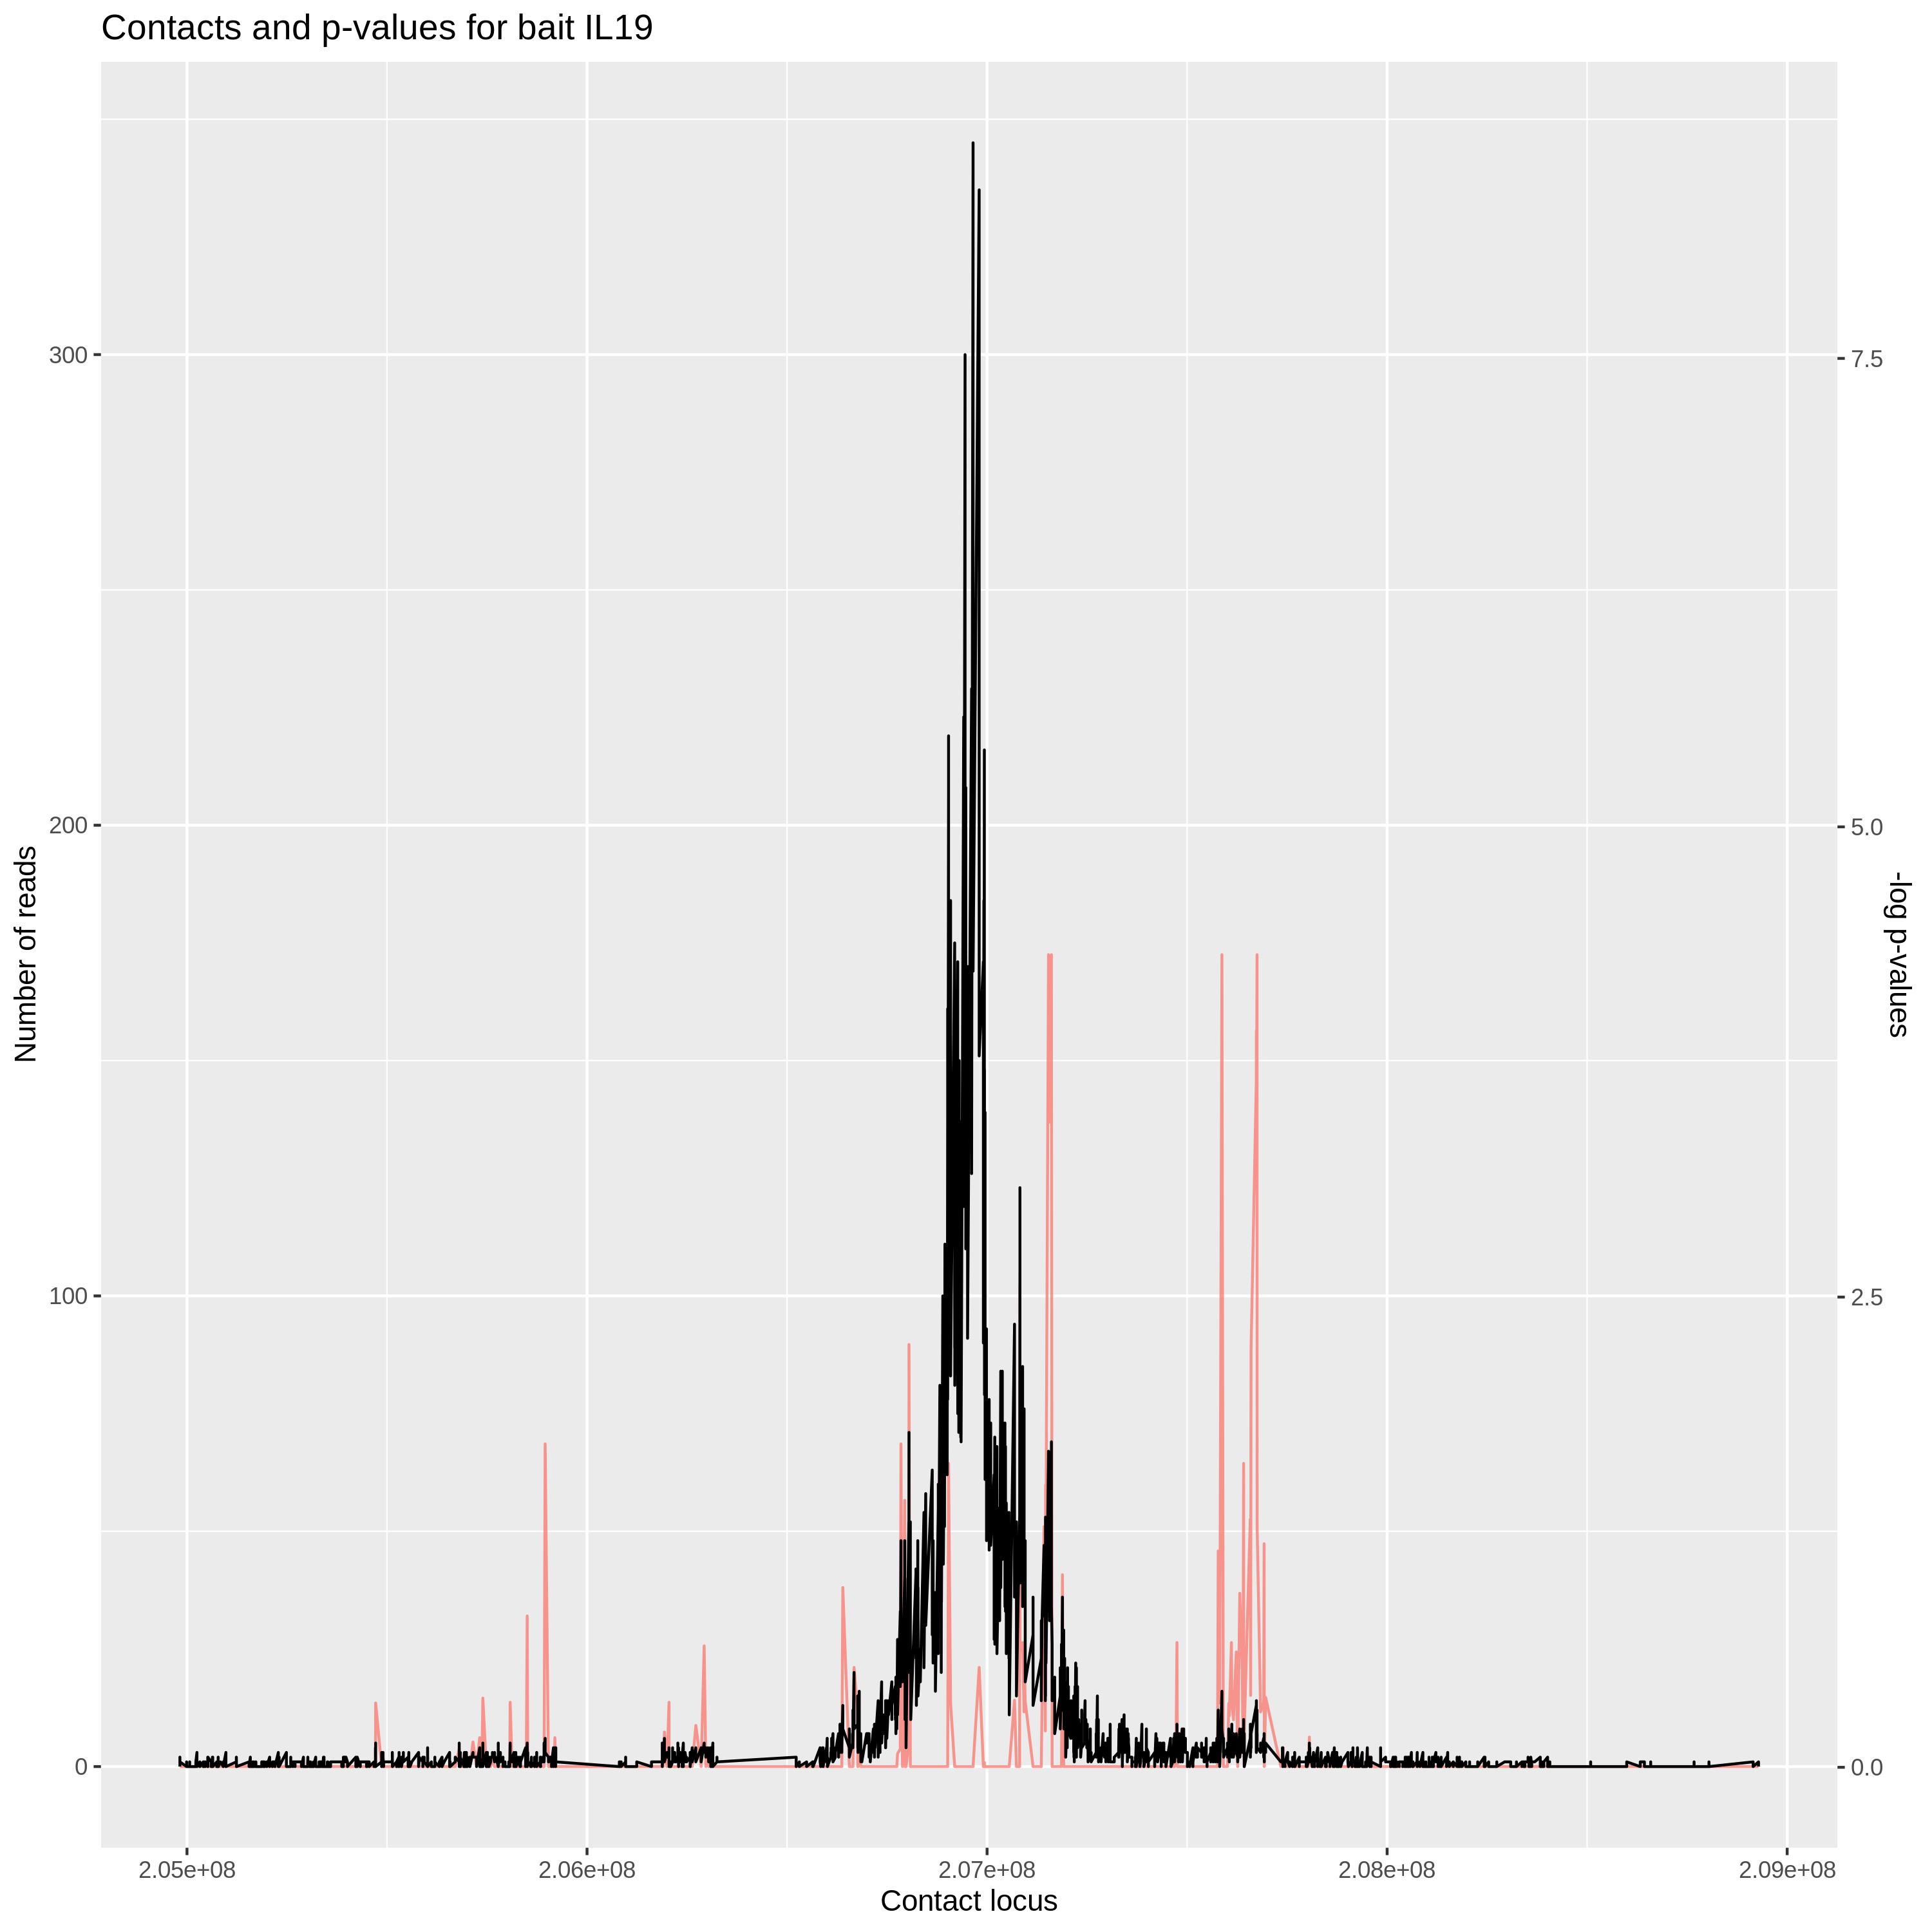 Contacts and p-values for bait IL19
Number of reads
300
200
100
0
7.5
5.0
2.5
0.0
-log p-values
2.05e+08
2.06e+08
2.07e+08
2.08e+08
2.09e+08
Contact locus